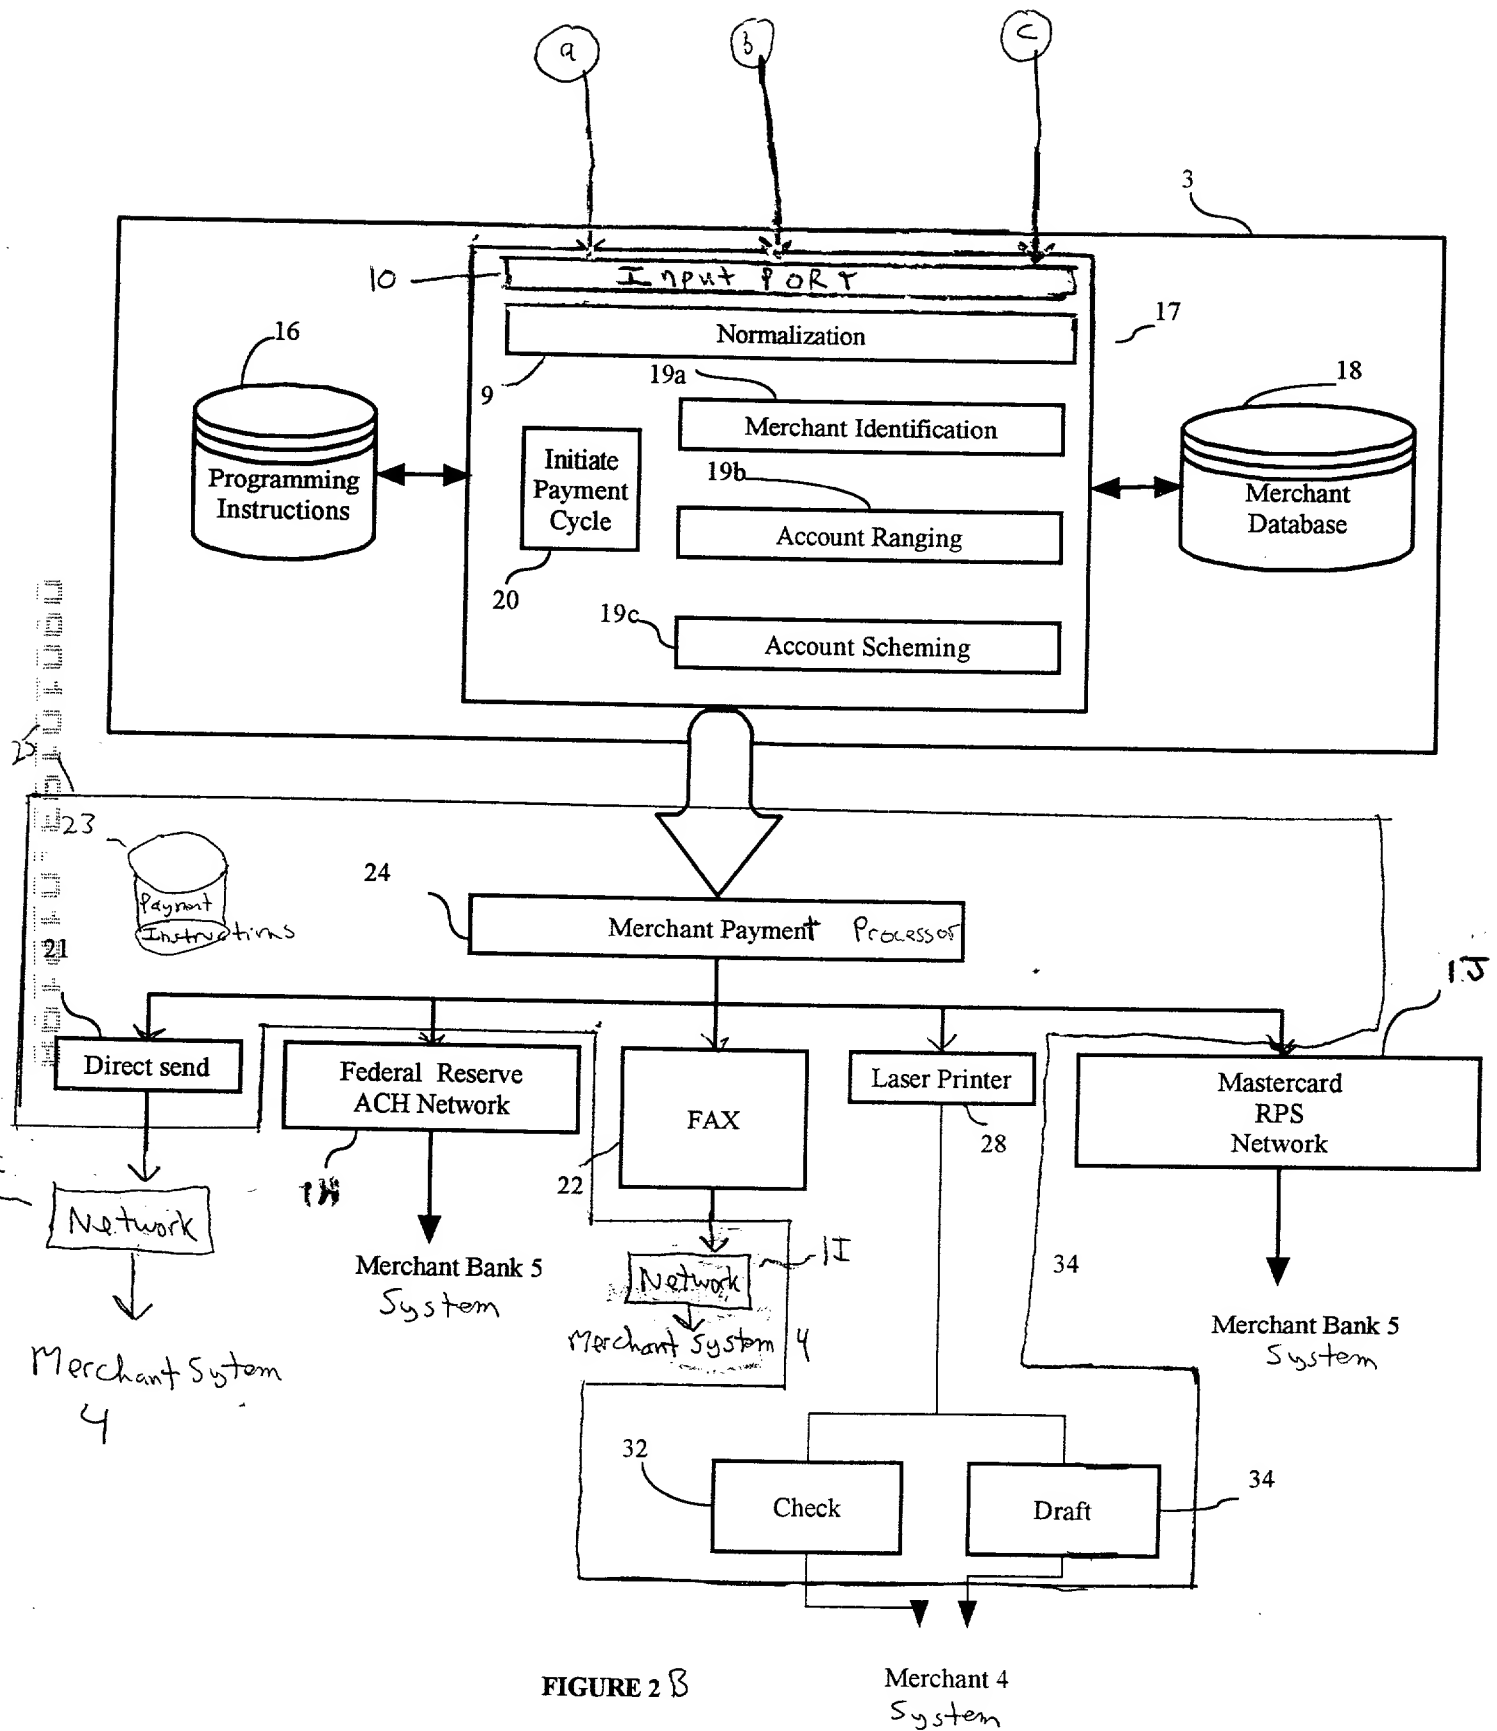 a
B
C
3
10
Input PORT
17
Normalization
16
9
19a
18
Merchant Identification
Initiate
Payment
Cycle
Programming
Instructions
19b
Merchant
Database
Account Ranging
20
19c
Account Scheming
25
23
Payment
Instructions
24
Merchant Payment Processor
21
1J
Direct send
Federal Reserve
ACH Network
FAX
Laser Printer
Mastercard
RPS
Network
28
22
1H
Network
1I
Network
Merchant Bank 5
System
34
Merchant System 4
Merchant Bank 5
System
Merchant Sytem
4
32
Check
Draft
34
FIGURE 2B
Merchant 4
System